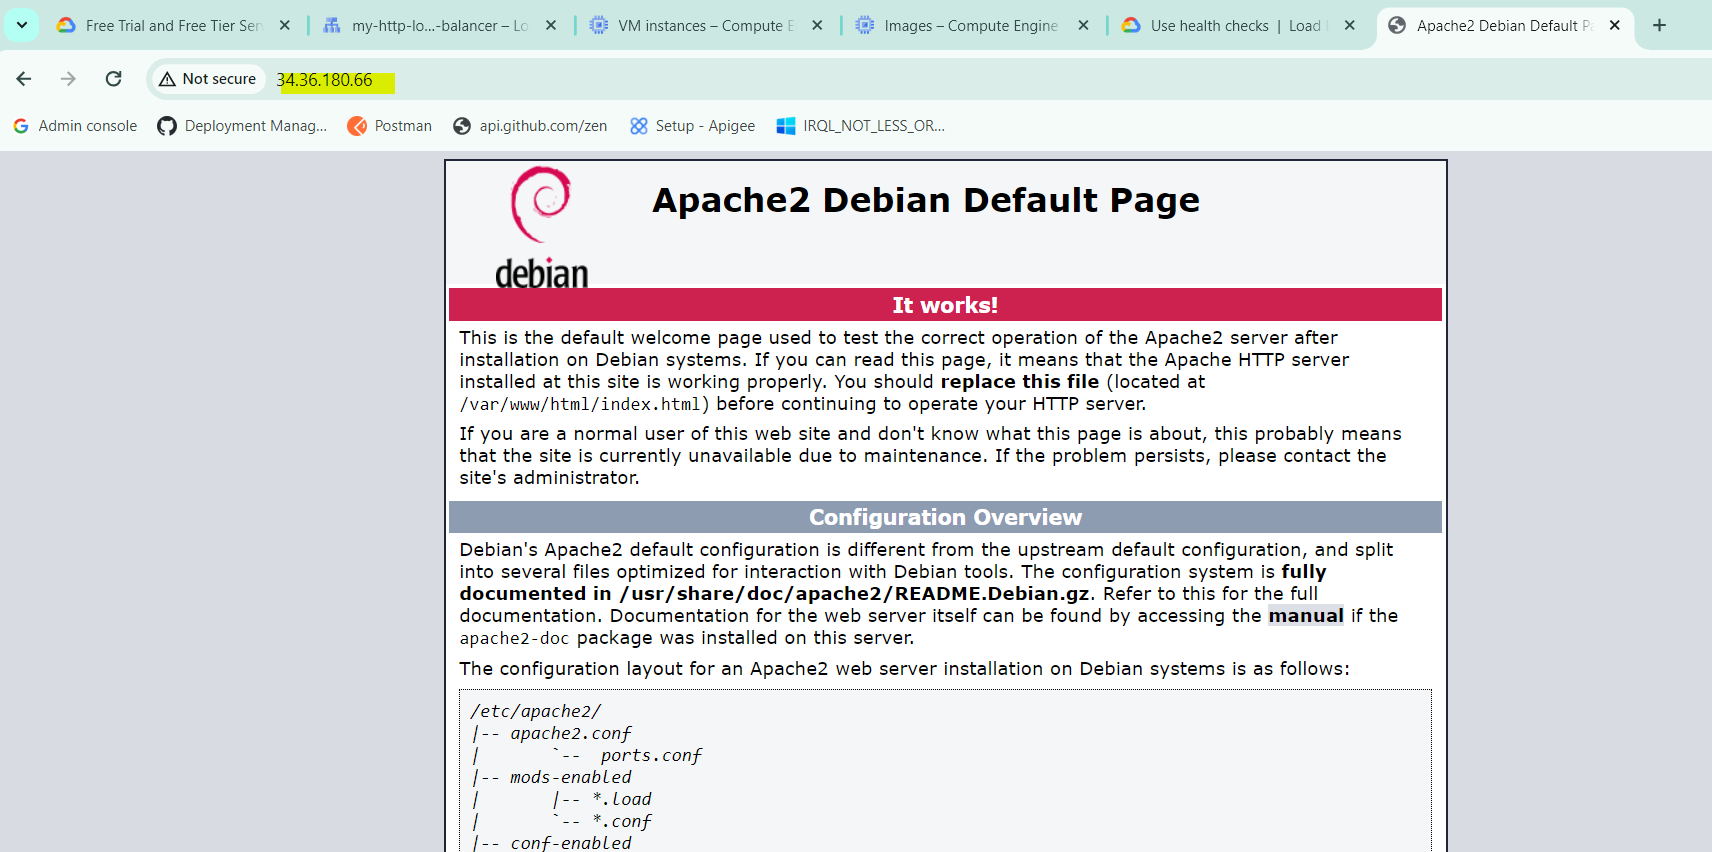 Free Trial and Free Tier Ser
my-http-lo...-balancer – Lo
VM instances – Compute E
Images – Compute Engine
Use health checks | Load
Apache2 Debian Default Pa
Not secure
34.36.180.66
Admin console
Deployment Manag...
Postman
api.github.com/zen
Setup - Apigee
IRQL_NOT_LESS_OR...
debian
Apache2 Debian Default Page
It works!
This is the default welcome page used to test the correct operation of the Apache2 server after
installation on Debian systems. If you can read this page, it means that the Apache HTTP server
installed at this site is working properly. You should replace this file (located at
/var/www/html/index.html) before continuing to operate your HTTP server.
If you are a normal user of this web site and don't know what this page is about, this probably means
that the site is currently unavailable due to maintenance. If the problem persists, please contact the
site's administrator.
Configuration Overview
Debian's Apache2 default configuration is different from the upstream default configuration, and split
into several files optimized for interaction with Debian tools. The configuration system is fully
documented in /usr/share/doc/apache2/README.Debian.gz. Refer to this for the full
documentation. Documentation for the web server itself can be found by accessing the manual if the
apache2-doc package was installed on this server.
The configuration layout for an Apache2 web server installation on Debian systems is as follows:
/etc/apache2/
|-- apache2.conf
|       `--  ports.conf
|-- mods-enabled
|       |-- *.load
|       `-- *.conf
|-- conf-enabled